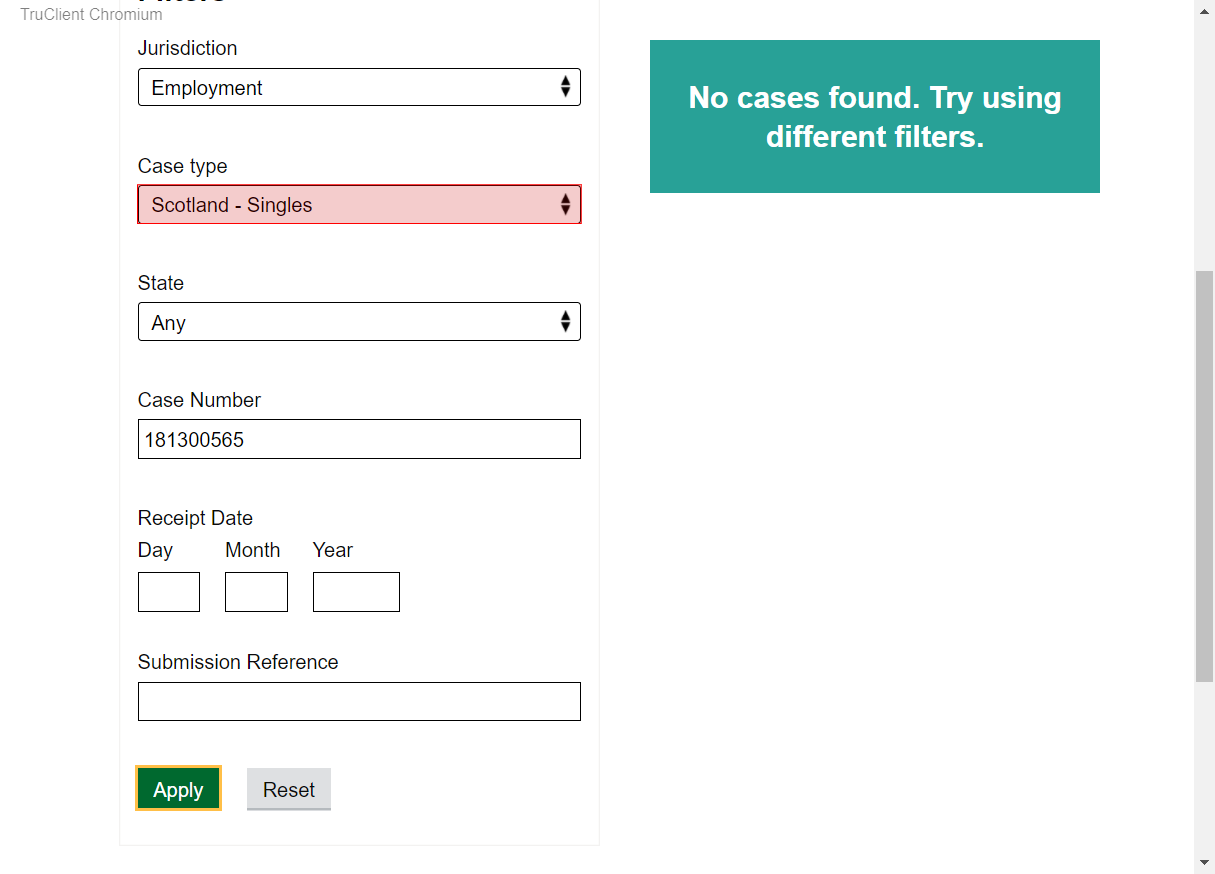 TruClient Chromium
Filters
Jurisdiction
Employment
Case type
Scotland - Singles
State
Any
Case Number
181300565
Receipt Date
Day Month Year
Submission Reference
Apply Reset
No cases found. Try using
different filters.